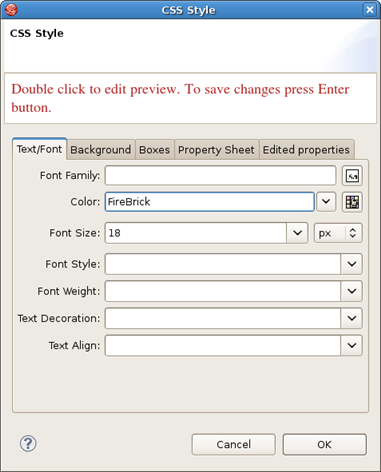 CSS Style
CSS Style
Double click to edit preview. To save changes press Enter
button.
Text/Font Background Boxes Property Sheet Edited properties
Font Family:
Color: FireBrick
Font Size: 18 px
Font Style:
Font Weight:
Text Decoration:
Text Align:
Cancel OK